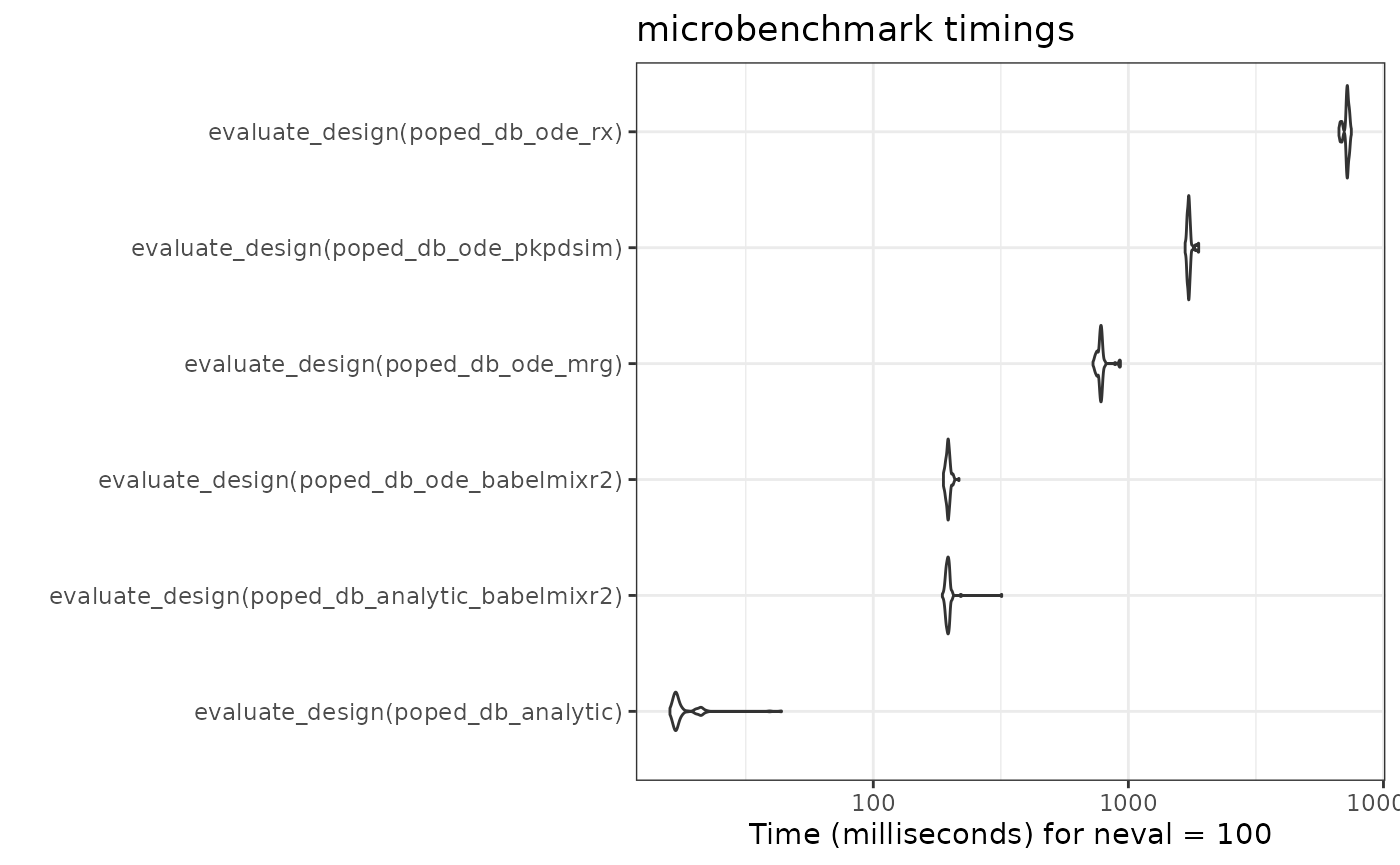 microbenchmark timings
evaluate_design(poped_db_ode_rx)
evaluate_design(poped_db_ode_pkpdsim)
evaluate_design(poped_db_ode_mrg)
evaluate_design(poped_db_ode_babelmixr2)
evaluate_design(poped_db_analytic_babelmixr2)
evaluate_design(poped_db_analytic)
100 1000
Time (milliseconds) for neval = 100